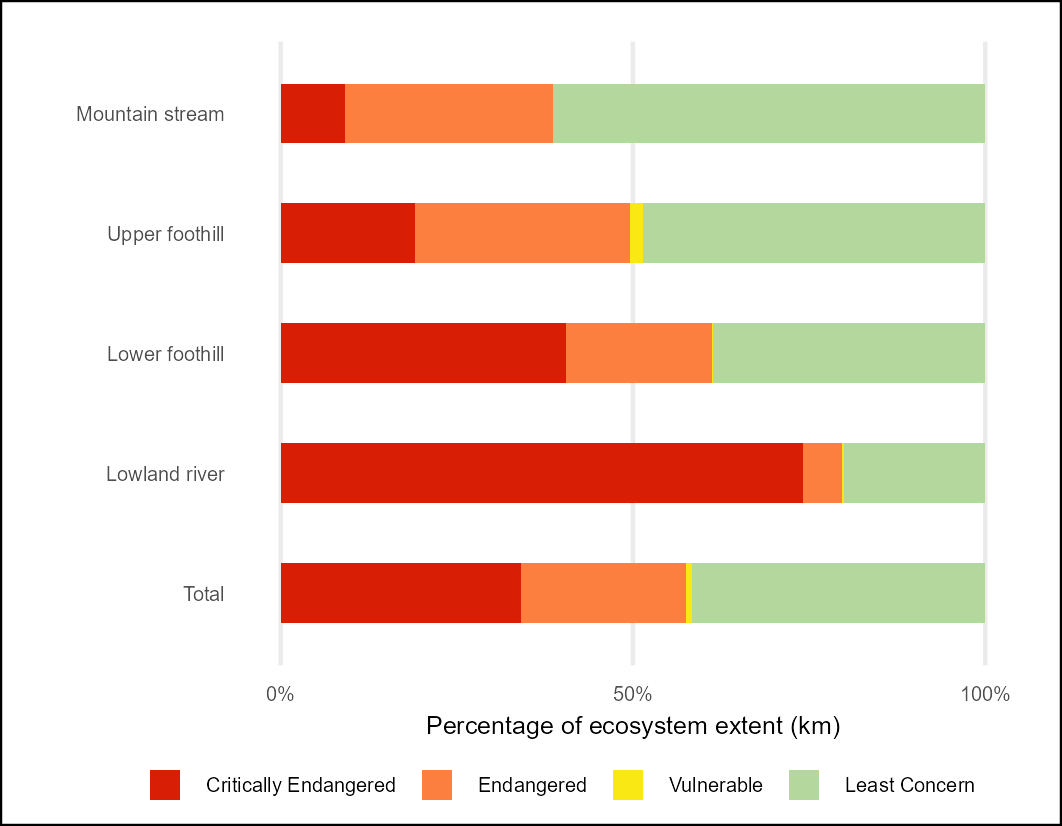 Mountain stream
Upper foothill
Lower foothill
Lowland river
Total
0% 50% 100%
Percentage of ecosystem extent (km)
Critically Endangered Endangered Vulnerable Least Concern